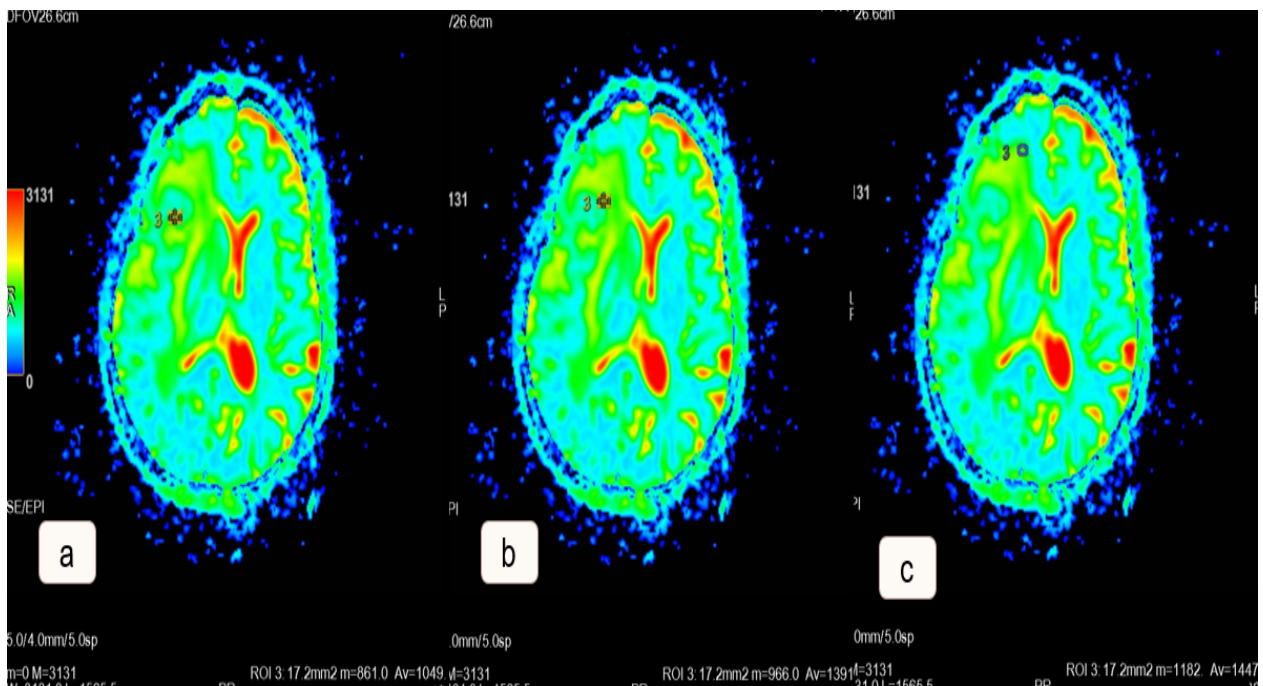 DFOV26.6cm
/26.6cm
26.6cm
3131
131
131
3
3
3
R
A
L
P
L
0
SE/EPI
PI
a
b
c
5.0/4.0mm/5.0sp
.0mm/5.0sp
0mm/5.0sp
m=0 M=3131
ROI 3: 17.2mm2 m=861.0 Av=1049.
M=3131
ROI 3: 17.2mm2 m=966.0 Av=1391
M=3131
ROI 3: 17.2mm2 m=1182. Av=1447